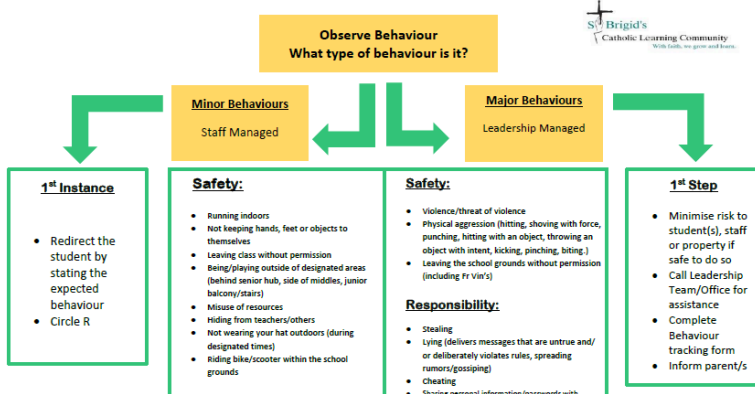 Observe Behaviour
What type of behaviour is it?
St Brigid's
Catholic Learning Community
With faith, we grow and learn.
Minor Behaviours
Staff Managed
Major Behaviours
Leadership Managed
1st Instance
• Redirect the
student by
stating the
expected
behaviour
• Circle R
Safety:
• Running indoors
• Not keeping hands, feet or objects to
themselves
• Leaving class without permission
• Being/playing outside of designated areas
(behind senior hub, side of middles, junior
balcony/stairs)
• Misuse of resources
• Hiding from teachers/others
• Not wearing your hat outdoors (during
designated times)
• Riding bike/scooter within the school
grounds
Safety:
• Violence/threat of violence
• Physical aggression (hitting, shoving with force,
punching, hitting with an object, throwing an
object with intent, kicking, pinching, biting.)
• Leaving the school grounds without permission
(including Fr Vin's)
Responsibility:
• Stealing
• Lying (delivers messages that are untrue and/
or deliberately violates rules, spreading
rumors/gossiping)
• Cheating
• Sharing personal information/passwords with
1st Step
• Minimise risk to
student(s), staff
or property if
safe to do so
• Call Leadership
Team/Office for
assistance
• Complete
Behaviour
tracking form
• Inform parent/s